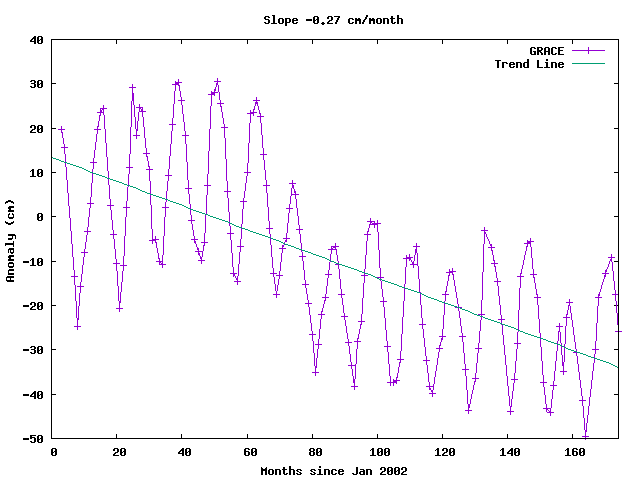 Slope -0.27 cm/month
GRACE
Trend Line
Anomaly (cm)
40
30
20
10
0
-10
-20
-30
-40
-50
0 20 40 60 80 100 120 140 160
Months since Jan 2002